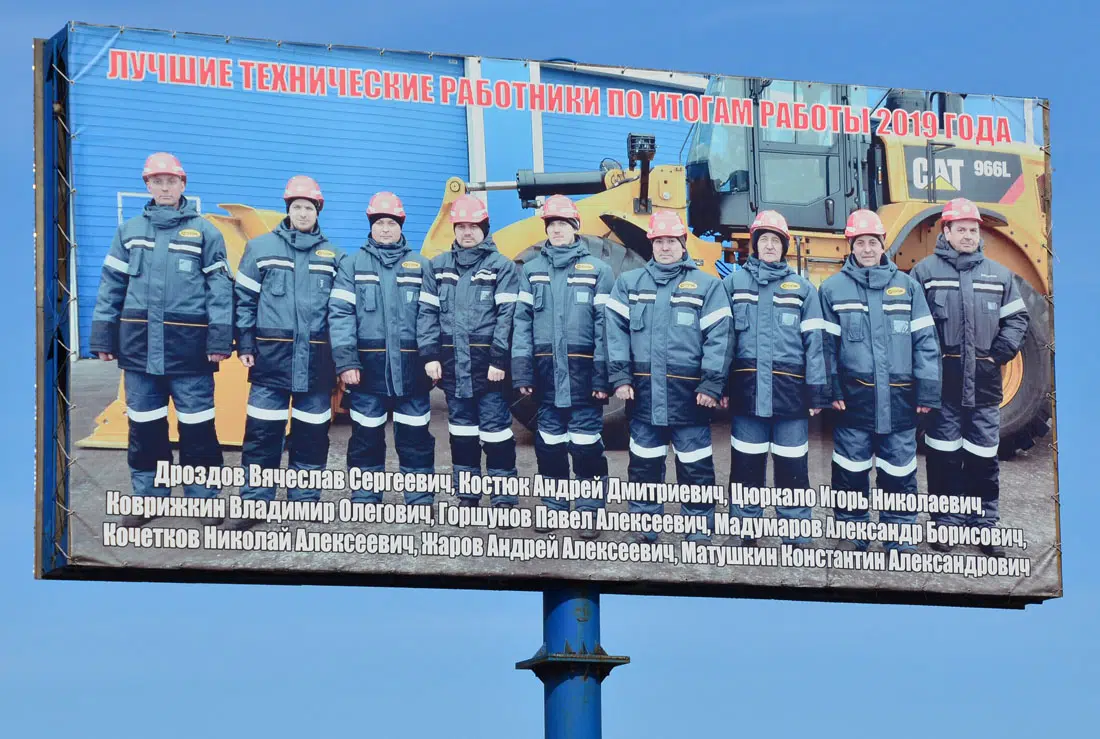 ЛУЧШИЕ ТЕХНИЧЕСКИЕ РАБОТНИКИ ПО ИТОГАМ РАБОТЫ 2019 ГОДА
CAT 966L
Дроздов Вячеслав Сергеевич, Костюк Андрей Дмитриевич, Цюркало Игорь Николаевич,
Коврижкин Владимир Олегович, Горшунов Павел Алексеевич, Мадумаров Александр Борисович,
Кочетков Николай Алексеевич, Жаров Андрей Алексеевич, Матушкин Константин Александрович